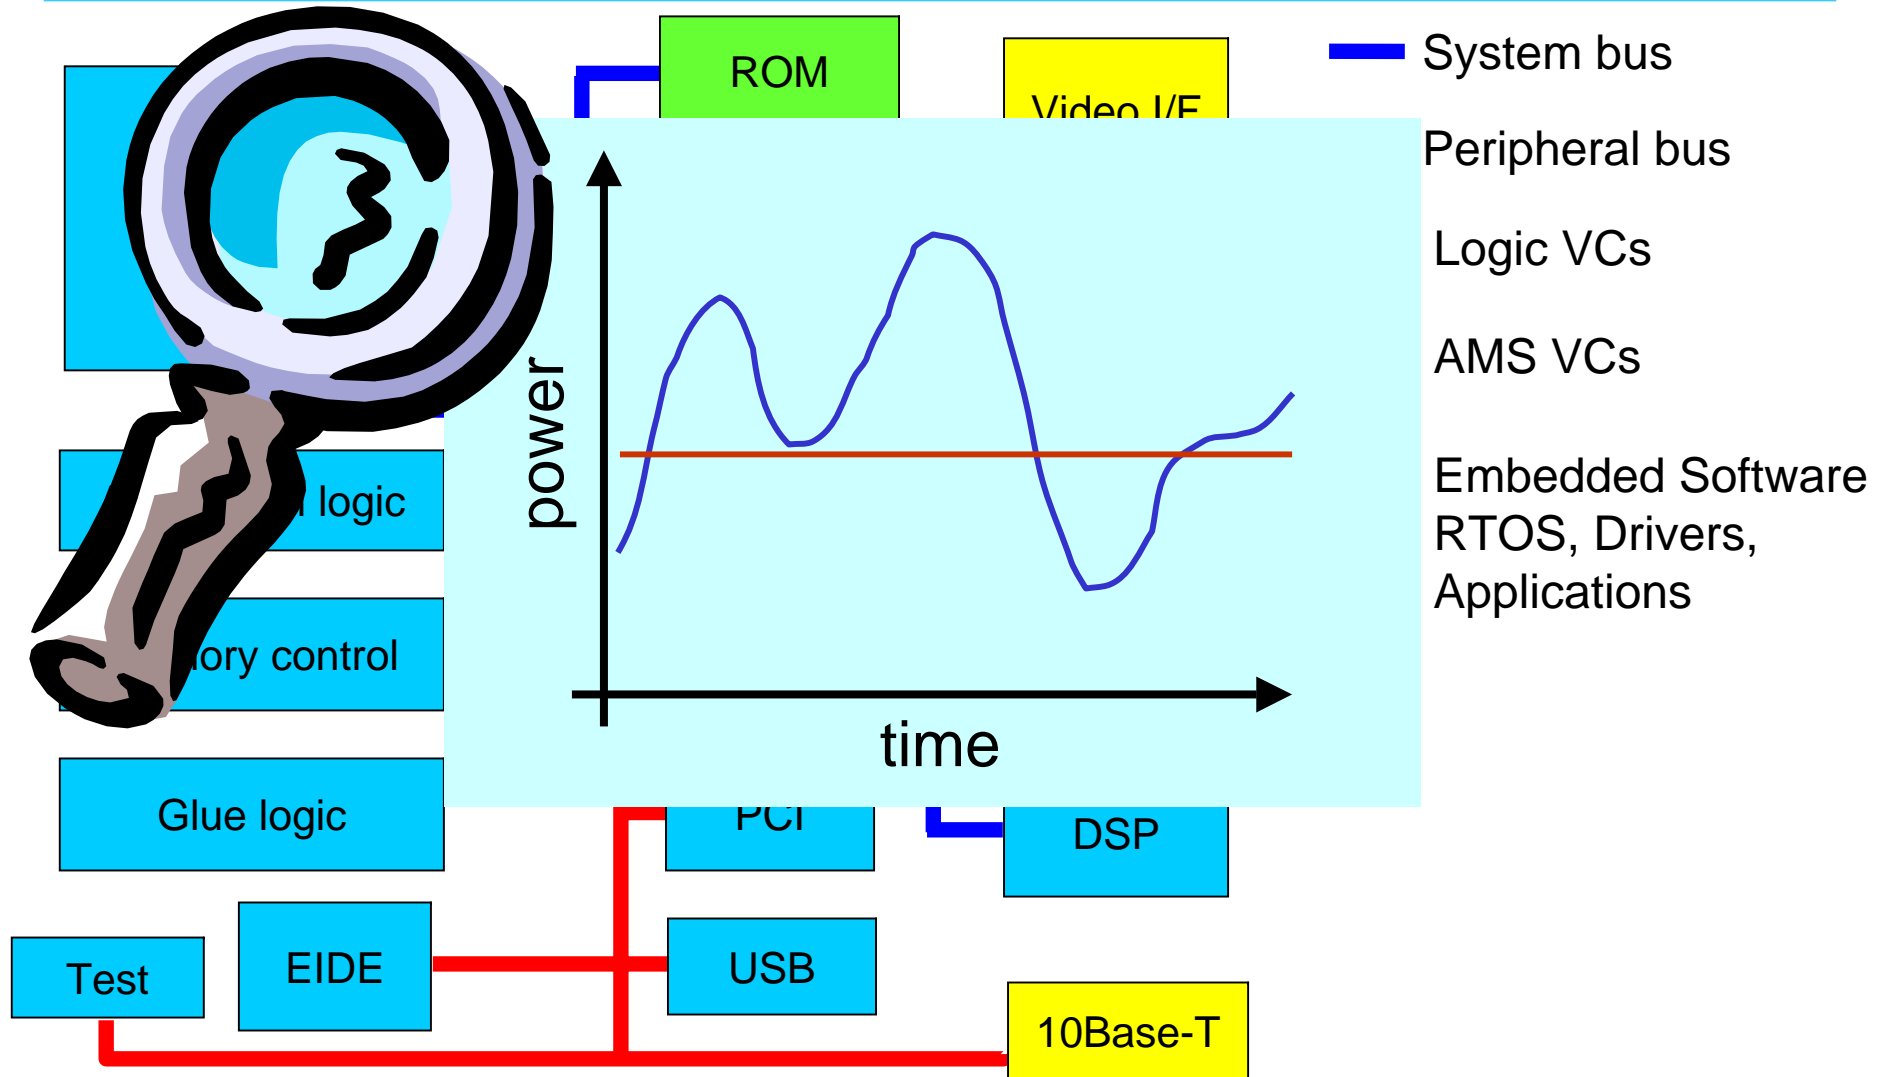 ROM
System bus
Video I/F
Peripheral bus
Logic VCs
AMS VCs
power
logic
Embedded Software
RTOS, Drivers,
Applications
control
time
Glue logic
PCI
DSP
Test
EIDE
USB
10Base-T